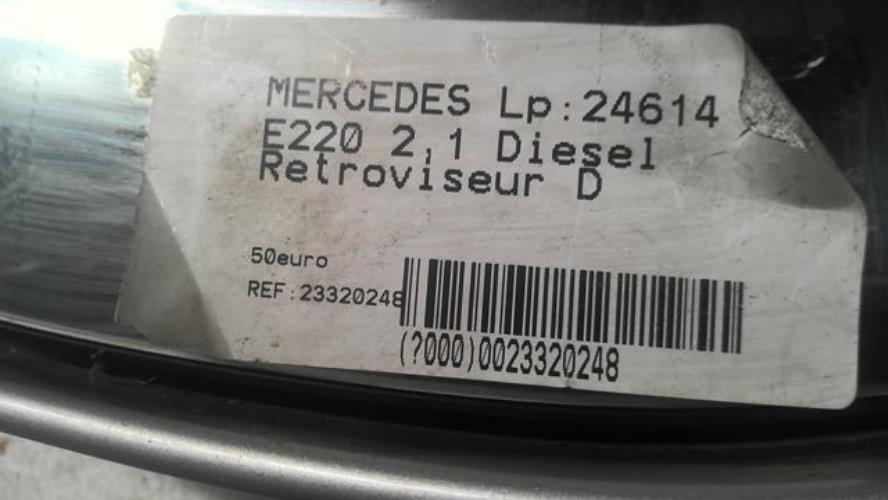 MERCEDES Lp:24614
E220 2,1 Diesel
Retroviseur D
50euro
REF:23320248
(?000)0023320248